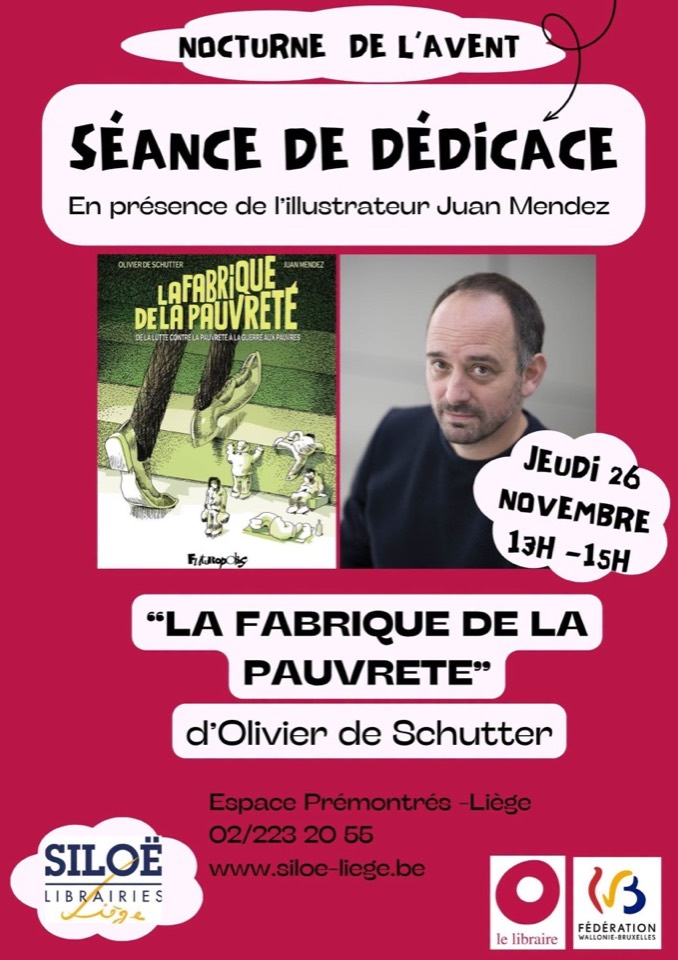 NOCTURNE DE L'AVENT
SÉANCE DE DÉDICACE
En présence de l'illustrateur Juan Mendez
OLIVIER DE SCHUTTER JUAN MENDEZ
LA FABRIQUE
DE LA PAUVRETÉ
DE LA LUTTE CONTRE LA PAUVRETÉ À LA GUERRE AUX PAUVRES
Futuropolis
JEUDI 26
NOVEMBRE
13H -15H
“LA FABRIQUE DE LA
PAUVRETE”
d'Olivier de Schutter
Espace Prémontrés -Liège
02/223 20 55
www.siloe-liege.be
SILOË
LIBRAIRIES
Liège
le libraire
FÉDÉRATION
WALLONIE-BRUXELLES